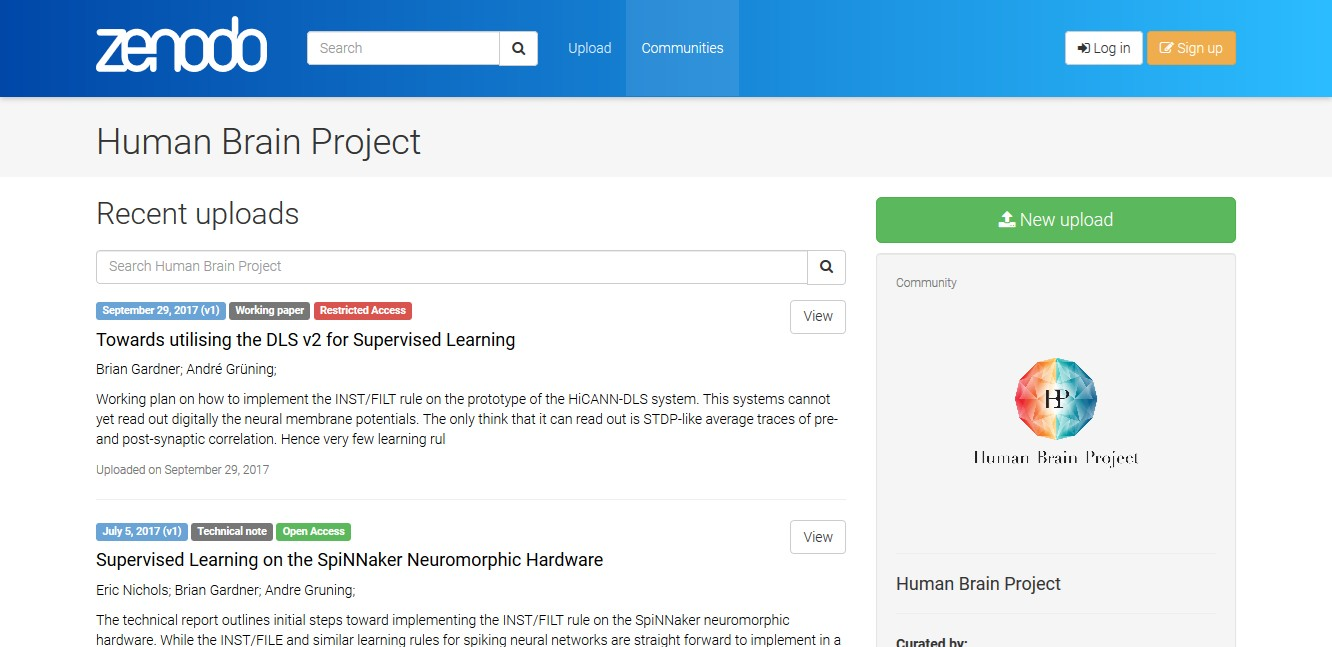 zenodo
Search
Upload
Communities
Log in
Sign up
Human Brain Project
Recent uploads
New upload
Search Human Brain Project
Community
September 29, 2017 (v1) Working paper Restricted Access
View
Towards utilising the DLS v2 for Supervised Learning
Brian Gardner; André Grüning;
Working plan on how to implement the INST/FILT rule on the prototype of the HiCANN-DLS system. This systems cannot
yet read out digitally the neural membrane potentials. The only think that it can read out is STDP-like average traces of pre-
and post-synaptic correlation. Hence very few learning rul
Uploaded on September 29, 2017
HP
Human Brain Project
July 5, 2017 (v1) Technical note Open Access
View
Supervised Learning on the SpiNNaker Neuromorphic Hardware
Eric Nichols; Brian Gardner; Andre Gruning;
The technical report outlines initial steps toward implementing the INST/FILT rule on the SpiNNaker neuromorphic
hardware. While the INST/FILE and similar learning rules for spiking neural networks are straight forward to implement in a
Human Brain Project
Curated by: